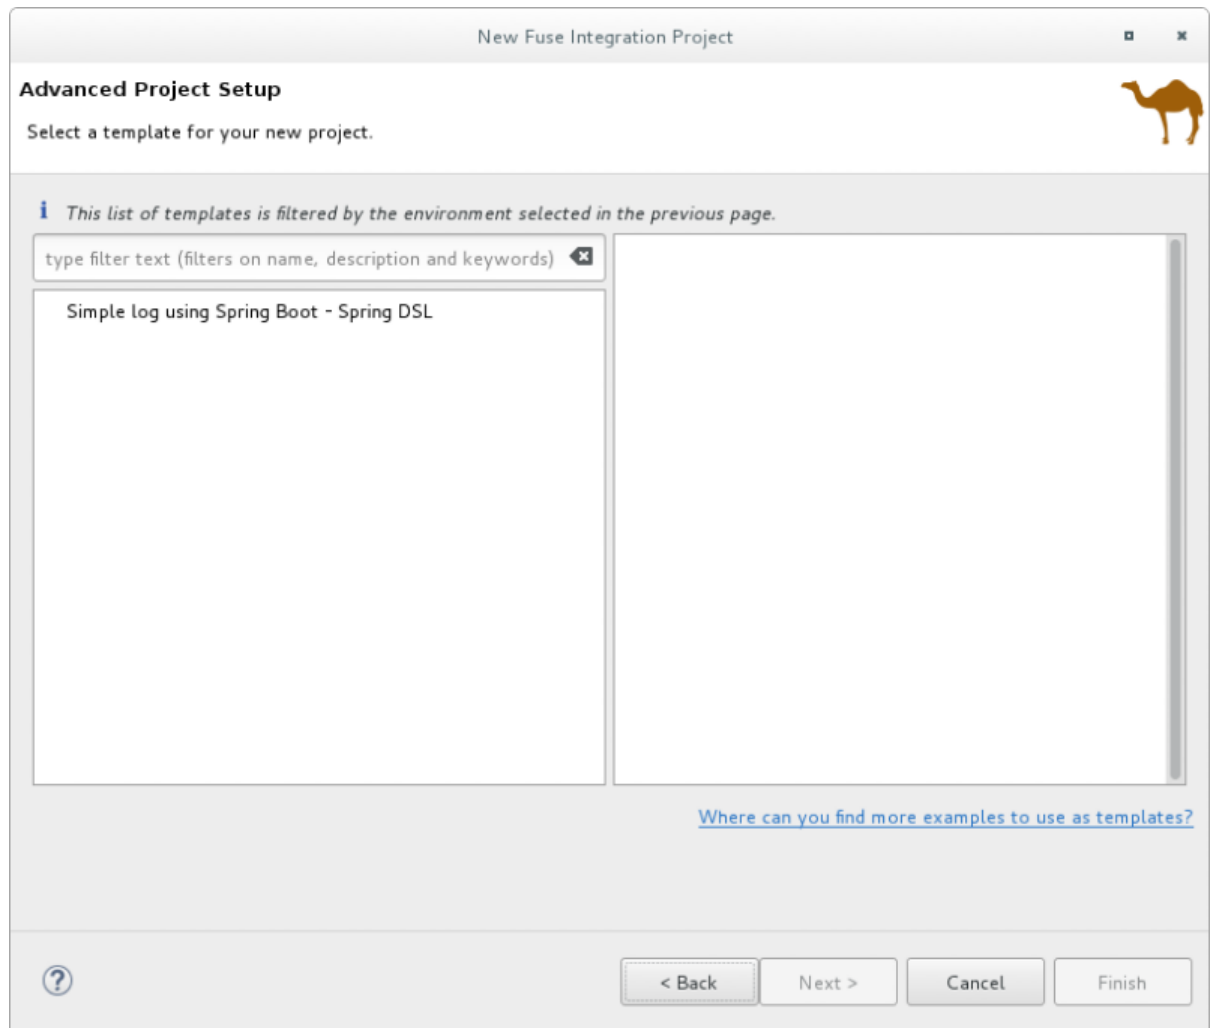 New Fuse Integration Project
Advanced Project Setup
Select a template for your new project.
This list of templates is filtered by the environment selected in the previous page.
type filter text (filters on name, description and keywords)
Simple log using Spring Boot - Spring DSL
Where can you find more examples to use as templates?
< Back
Next >
Cancel
Finish